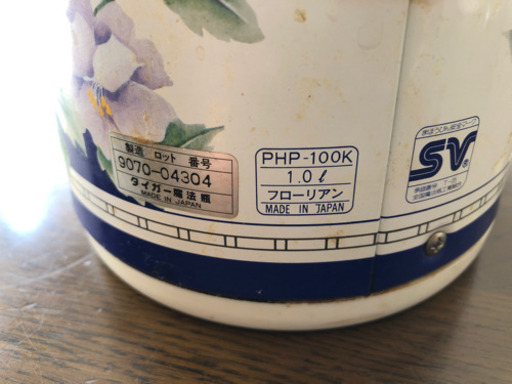 製造 ロット 番号
9070-04304
タイガー魔法瓶
MADE IN JAPAN
PHP-100K
1.0ℓ
フローリアン
MADE IN JAPAN
SV®